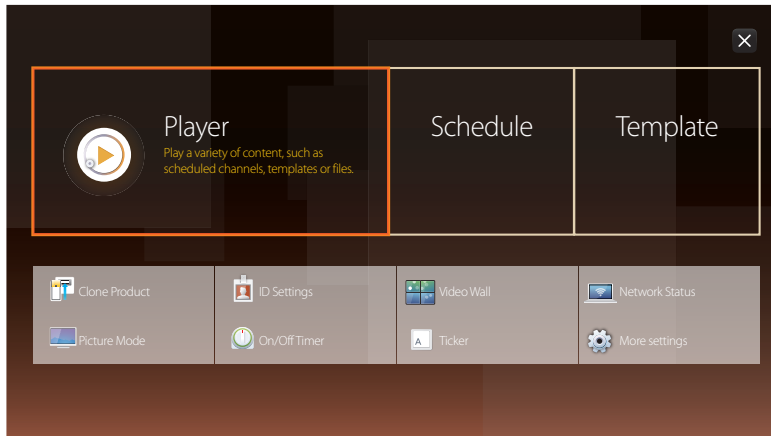 Player
Play a variety of content, such as
scheduled channels, templates or files.
Schedule
Template
Clone Product
ID Settings
Video Wall
Network Status
Picture Mode
On/Off Timer
A
Ticker
More settings